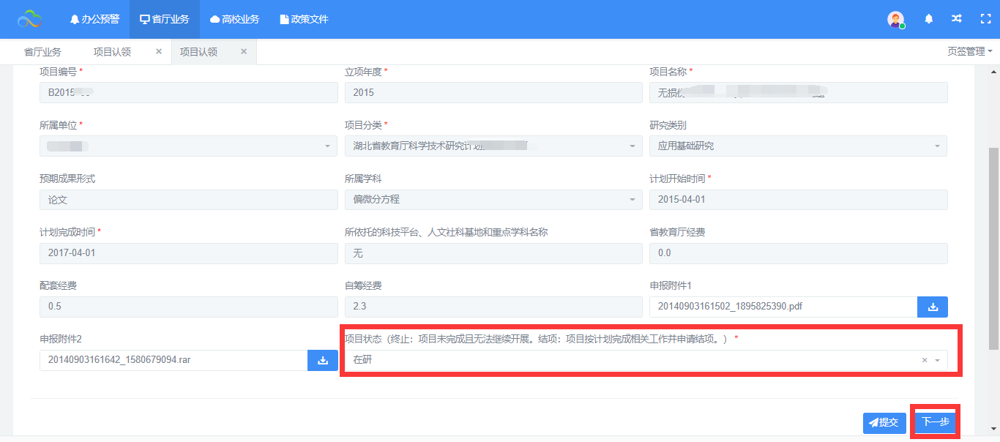 办公预警 省厅业务 高校业务 政策文件
省厅业务 项目认领 × 项目认领 × 页签管理
项目编号 * 立项年度 * 项目名称 *
B2015 2015 无损
所属单位 * 项目分类 * 研究类别
湖北省教育厅科学技术研究计划 应用基础研究
预期成果形式 所属学科 计划开始时间 *
论文 偏微分方程 2015-04-01
计划完成时间 * 所依托的科技平台、人文社科基地和重点学科名称 省教育厅经费
2017-04-01 无 0.0
配套经费 自筹经费 申报附件1
0.5 2.3 20140903161502_1895825390.pdf
申报附件2 项目状态（终止：项目未完成且无法继续开展。结项：项目按计划完成相关工作并申请结项。） *
20140903161642_1580679094.rar 在研 ×
提交 下一步